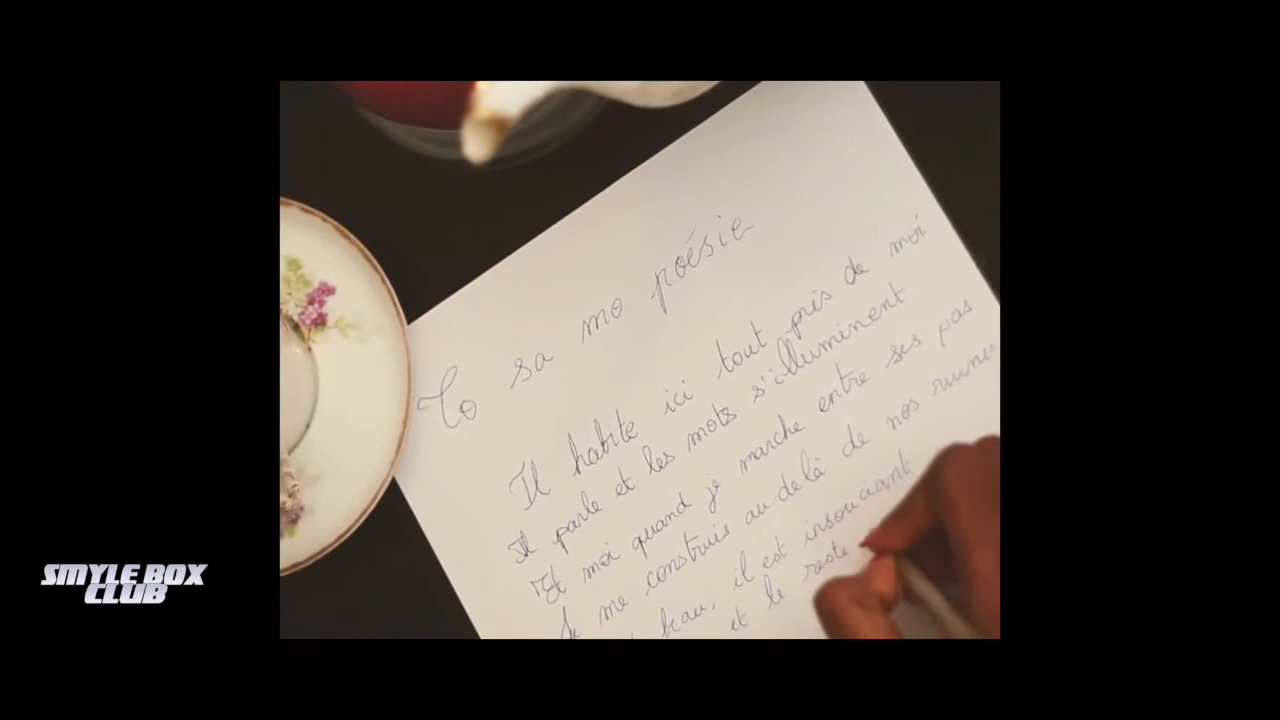 To sa mo poésie
Il habite ici tout près de moi
Il parle et les mots s'illuminent
Et moi quand je marche entre ses pas
Je me construis au-delà de nos ruines
beau, il est insouciant
et le reste
SMYLE BOX
CLUB